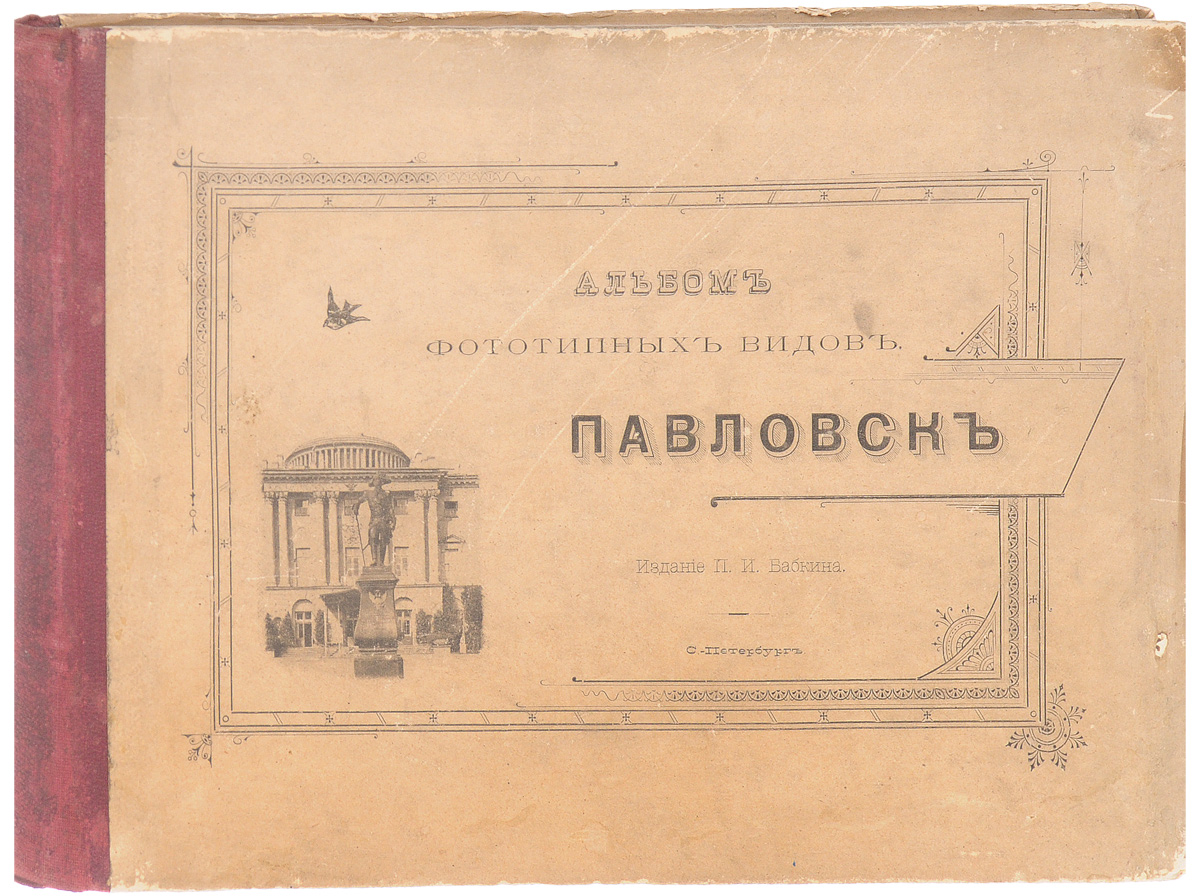 АЛЬБОМЪ
ФОТОТИПНЫХЪ ВИДОВЪ.
ПАВЛОВСКЪ
Изданіе П. И. Бабкина.
С.-Петербургъ.